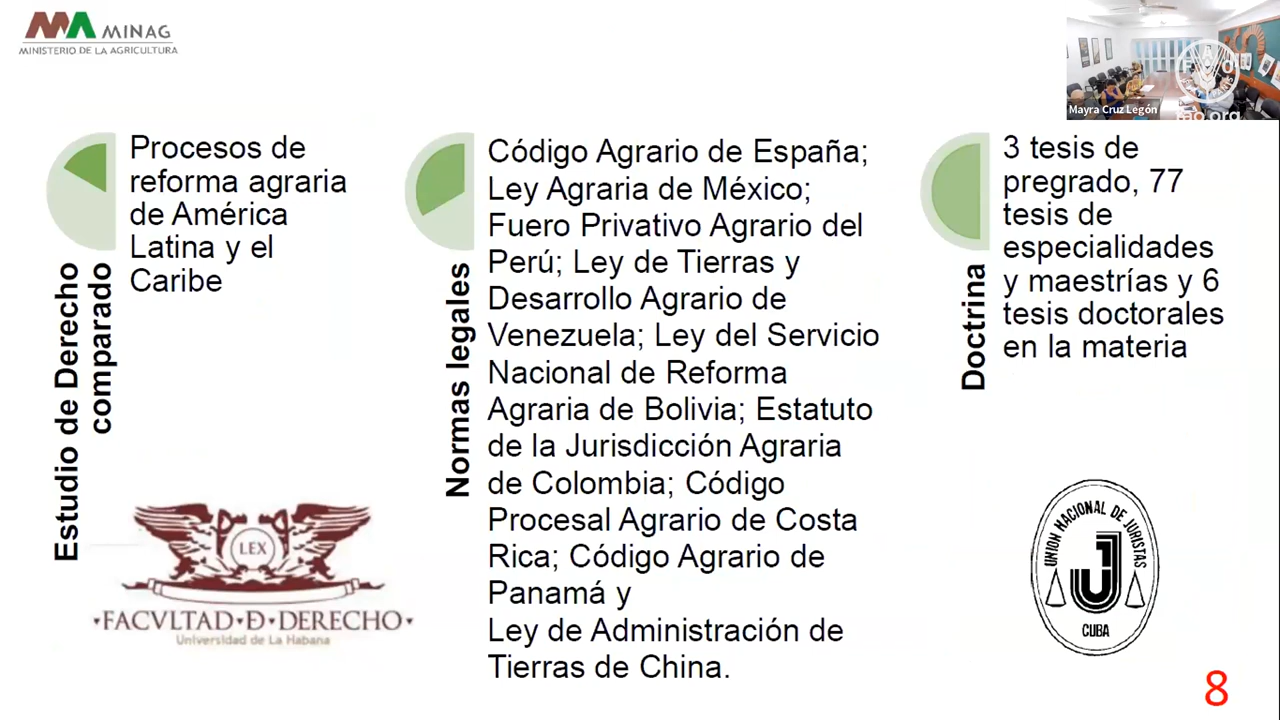 MINAG
MINISTERIO DE LA AGRICULTURA
Mayra Cruz Legón
FAO
fao.org
Estudio de Derecho
comparado
Procesos de
reforma agraria
de América
Latina y el
Caribe
LEX
FACVLTAD·Đ·DERECHO
Universidad de La Habana
Normas legales
Código Agrario de España;
Ley Agraria de México;
Fuero Privativo Agrario del
Perú; Ley de Tierras y
Desarrollo Agrario de
Venezuela; Ley del Servicio
Nacional de Reforma
Agraria de Bolivia; Estatuto
de la Jurisdicción Agraria
de Colombia; Código
Procesal Agrario de Costa
Rica; Código Agrario de
Panamá y
Ley de Administración de
Tierras de China.
Doctrina
3 tesis de
pregrado, 77
tesis de
especialidades
y maestrías y 6
tesis doctorales
en la materia
UNION NACIONAL DE JURISTAS
CUBA
8